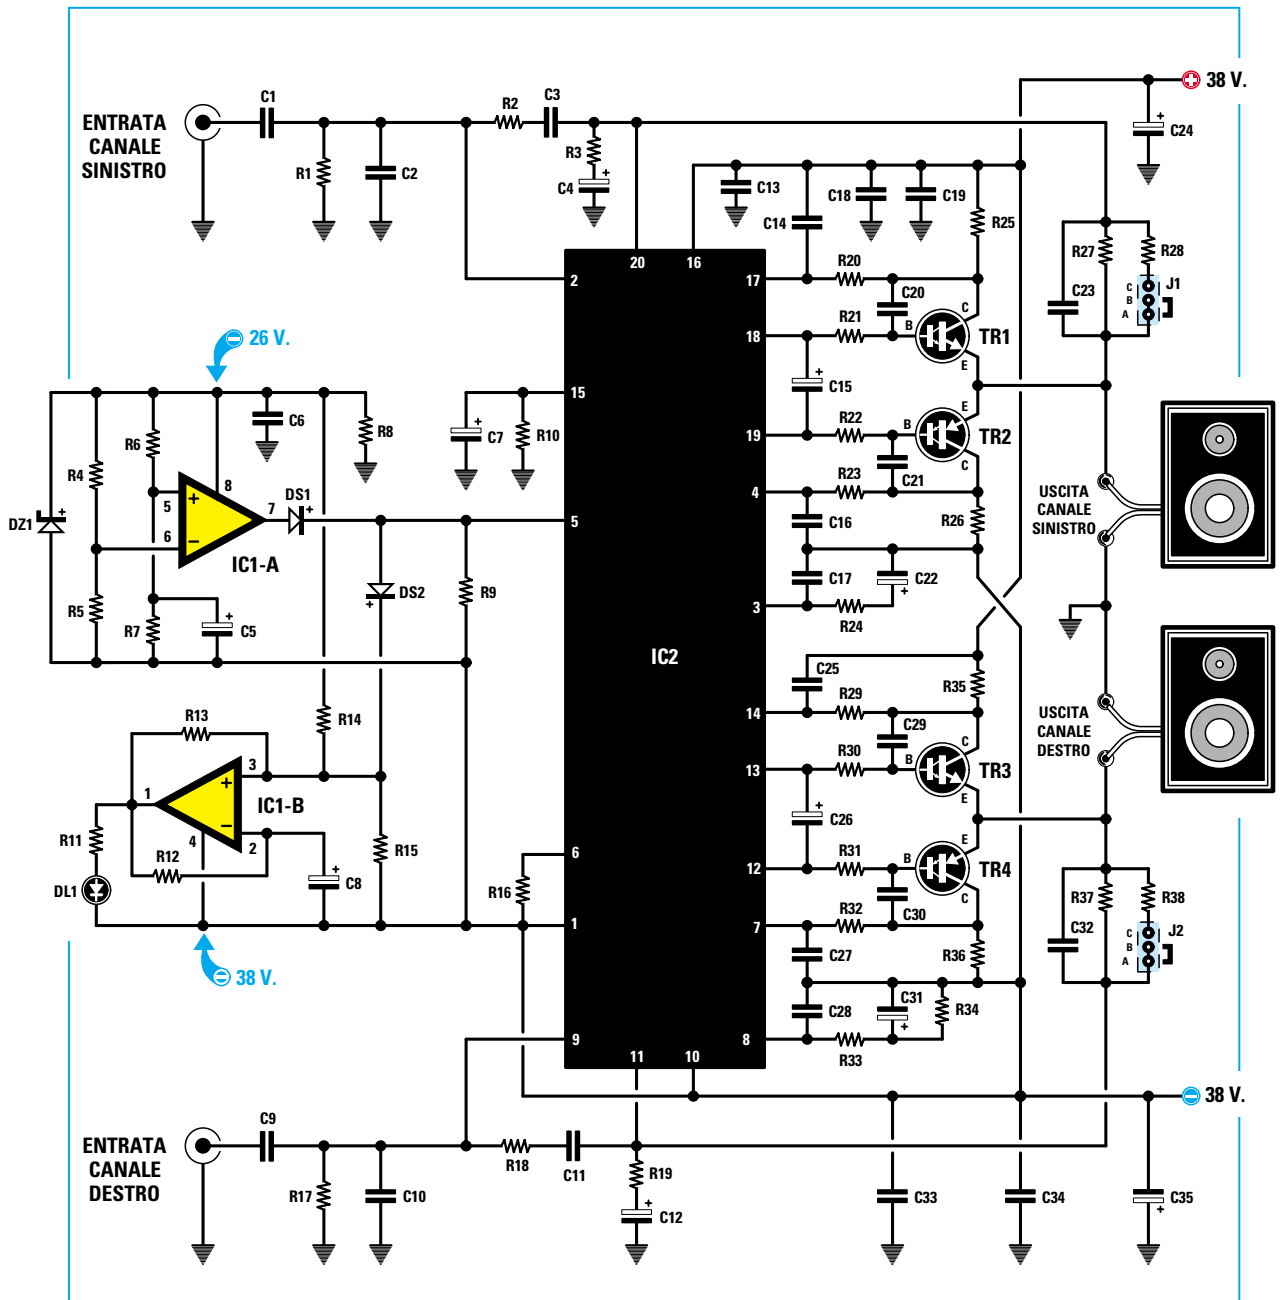 38 V.
C1
R2
C3
ENTRATA
CANALE
SINISTRO
R3
+
C24
R1
C2
C4
+
C13
C18
C19
C14
R25
20
16
R27
R28
2
17
R20
C20
C
J1
C
B
A
C23
R21
B
TR1
18
E
26 V.
+
C15
15
R22
E
B
TR2
19
C
C6
R8
+
C7
R10
R6
R4
R23
C21
4
8
DS1
+
5
+
7
5
DZ1
+
6
−
IC1-A
C16
R26
USCITA
CANALE
SINISTRO
DS2
+
R9
C17
C22
+
R5
R7
+
C5
3
R24
IC2
C25
R35
R13
R14
14
R29
C29
USCITA
CANALE
DESTRO
3
+
13
R30
B
C
TR3
E
1
IC1-B
−
4
2
R11
R12
+
C8
R15
+
C26
6
E
12
R31
B
TR4
C
DL1
R16
R37
R38
C30
1
7
R32
C32
C
B
A
J2
C27
R36
38 V.
C28
C31
+
R34
9
8
R33
11
10
38 V.
C9
ENTRATA
CANALE
DESTRO
R18
C11
R19
R17
C10
+
C12
C33
C34
C35
+